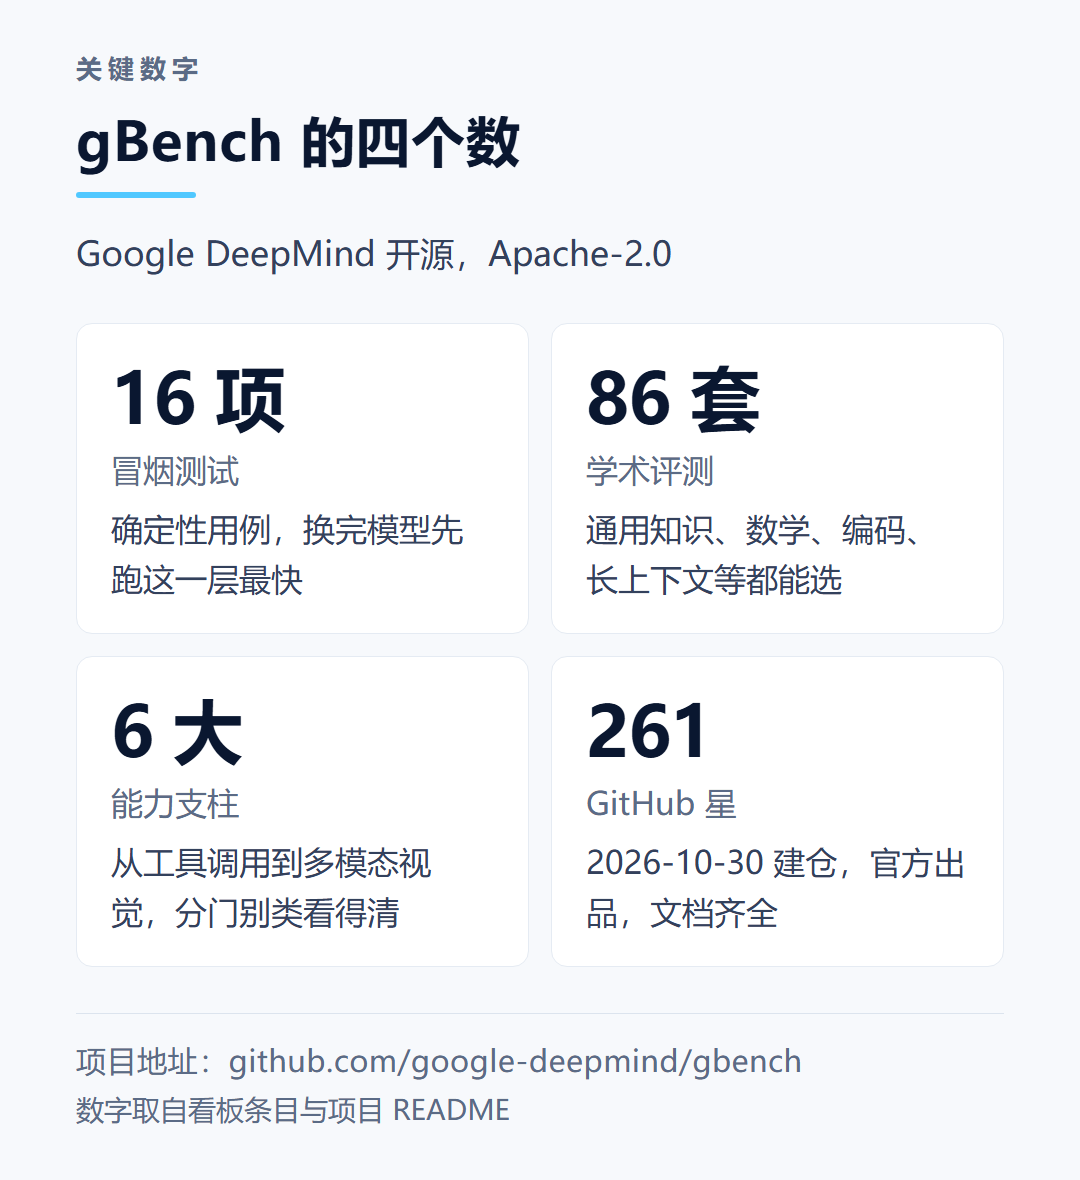 关键数字
gBench 的四个数
Google DeepMind 开源，Apache-2.0
16 项
冒烟测试
确定性用例，换完模型先
跑这一层最快
86 套
学术评测
通用知识、数学、编码、
长上下文等都能选
6 大
能力支柱
从工具调用到多模态视
觉，分门别类看得清
261
GitHub 星
2026-10-30 建仓，官方出
品，文档齐全
项目地址：github.com/google-deepmind/gbench
数字取自看板条目与项目 README